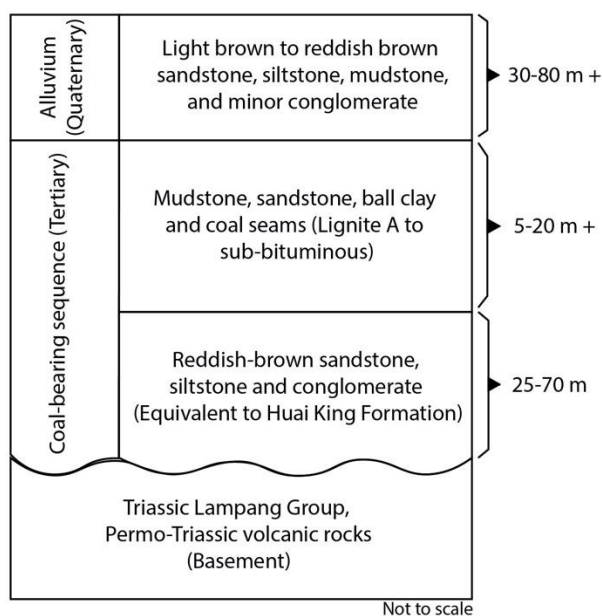 Alluvium
(Quaternary)
Light brown to reddish brown
sandstone, siltstone, mudstone,
and minor conglomerate
30-80 m +
Coal-bearing sequence (Tertiary)
Mudstone, sandstone, ball clay
and coal seams (Lignite A to
sub-bituminous)
5-20 m +
Reddish-brown sandstone,
siltstone and conglomerate
(Equivalent to Huai King Formation)
25-70 m
Triassic Lampang Group,
Permo-Triassic volcanic rocks
(Basement)
Not to scale